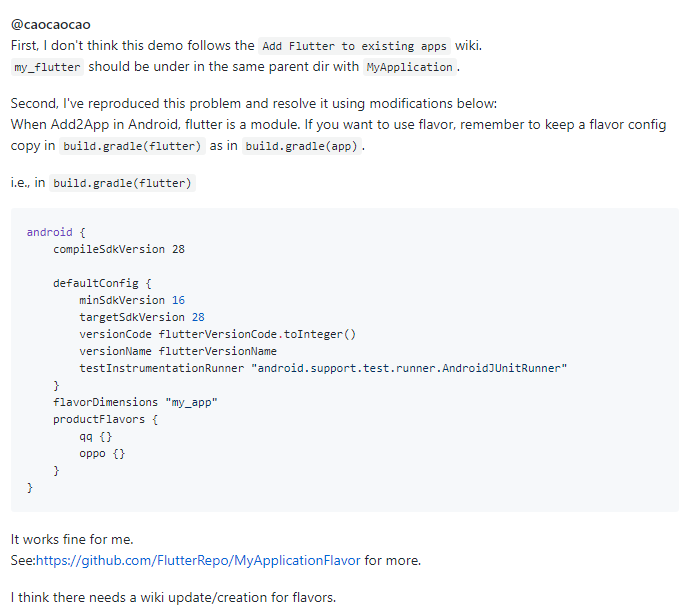 @caocaocao
First, I don't think this demo follows the Add Flutter to existing apps wiki.
my_flutter should be under in the same parent dir with MyApplication.
Second, I've reproduced this problem and resolve it using modifications below:
When Add2App in Android, flutter is a module. If you want to use flavor, remember to keep a flavor config
copy in build.gradle(flutter) as in build.gradle(app).
i.e., in build.gradle(flutter)
android {
    compileSdkVersion 28
    defaultConfig {
        minSdkVersion 16
        targetSdkVersion 28
        versionCode flutterVersionCode.toInteger()
        versionName flutterVersionName
        testInstrumentationRunner "android.support.test.runner.AndroidJUnitRunner"
    }
    flavorDimensions "my_app"
    productFlavors {
        qq {}
        oppo {}
    }
}
It works fine for me.
See:https://github.com/FlutterRepo/MyApplicationFlavor for more.
I think there needs a wiki update/creation for flavors.